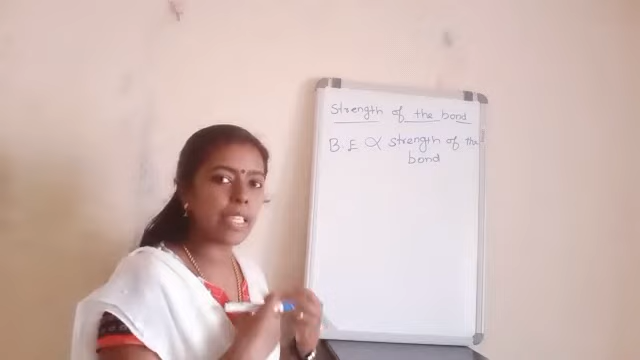 Strength of the bond
B.E ∝ strength of the
bond